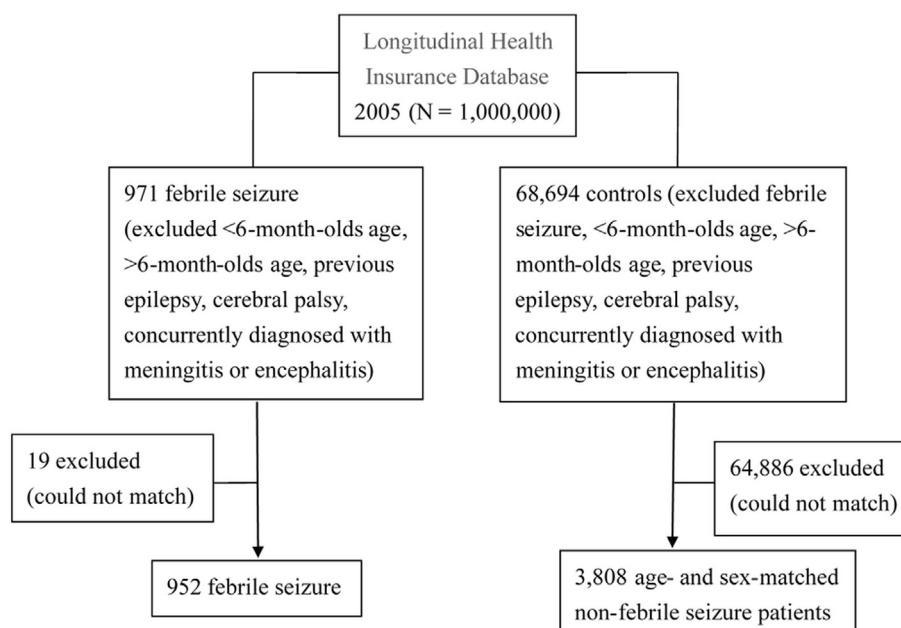 Longitudinal Health
Insurance Database
2005 (N = 1,000,000)
971 febrile seizure
(excluded <6-month-olds age,
>6-month-olds age, previous
epilepsy, cerebral palsy,
concurrently diagnosed with
meningitis or encephalitis)
68,694 controls (excluded febrile
seizure, <6-month-olds age, >6-
month-olds age, previous
epilepsy, cerebral palsy,
concurrently diagnosed with
meningitis or encephalitis)
19 excluded
(could not match)
64,886 excluded
(could not match)
952 febrile seizure
3,808 age- and sex-matched
non-febrile seizure patients